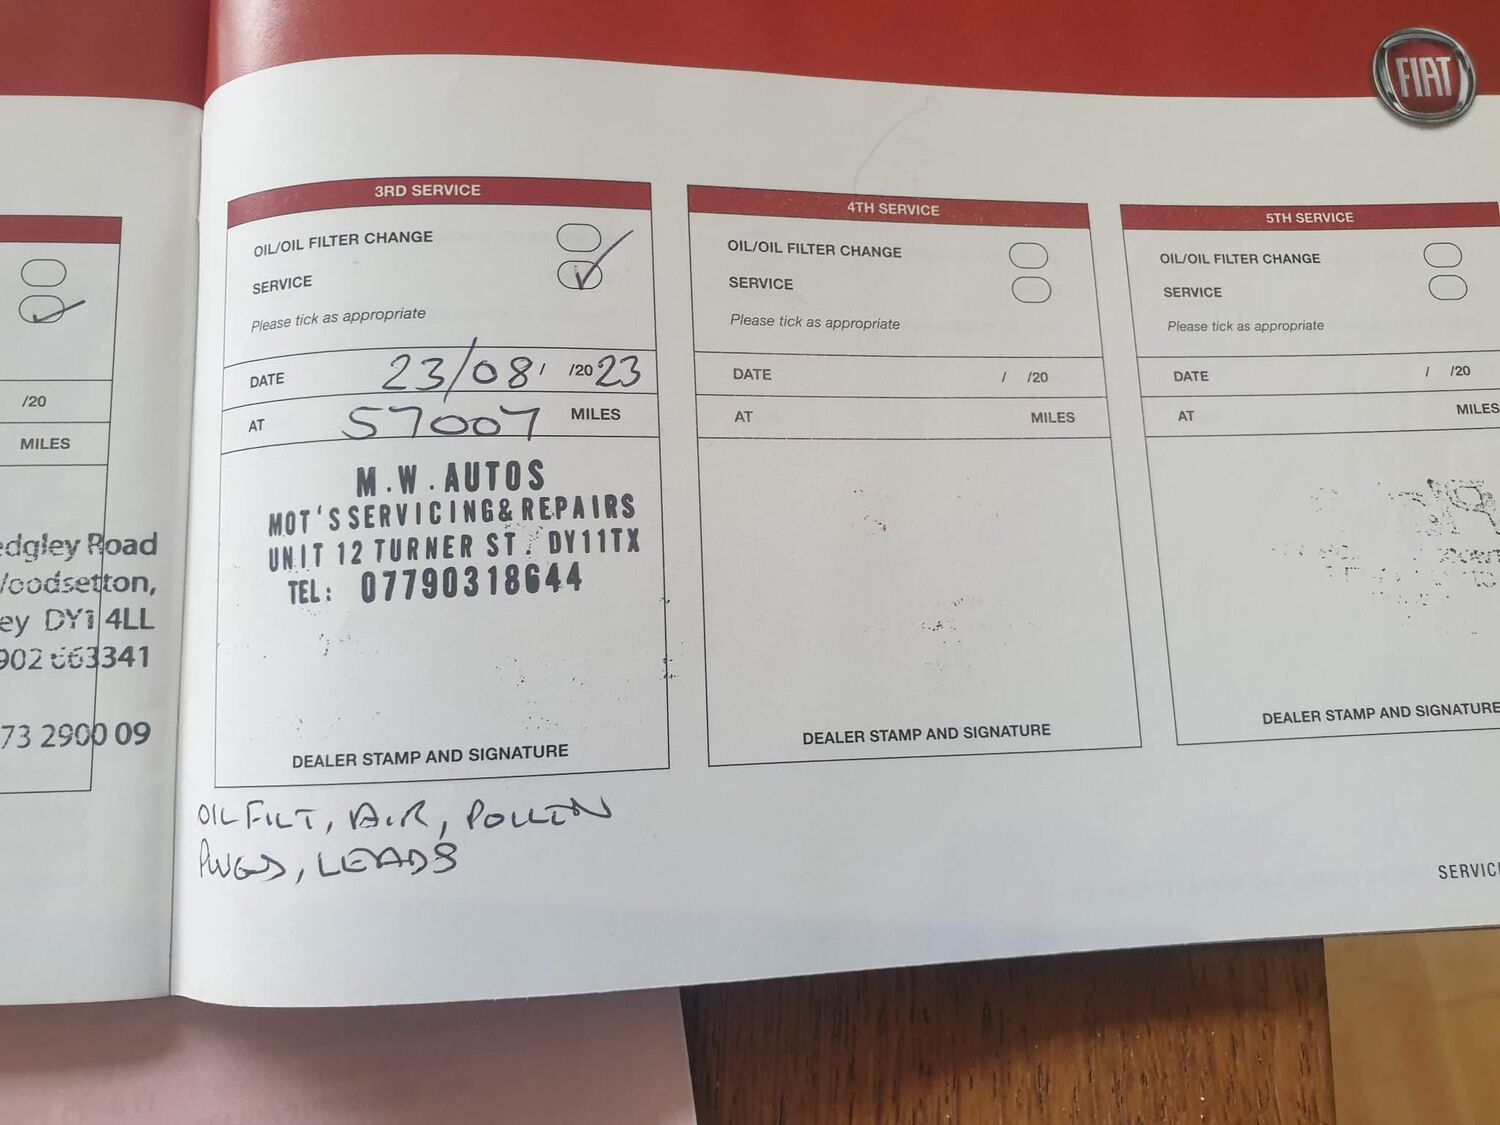 FIAT
/20
MILES
edgley Road
Woodsetton,
ey DY1 4LL
902 663341
73 2900 09
3RD SERVICE
OIL/OIL FILTER CHANGE
SERVICE
Please tick as appropriate
DATE 23/08/ /2023
AT 57007 MILES
M.W.AUTOS
MOT'S SERVICING & REPAIRS
UNIT 12 TURNER ST. DY11TX
TEL: 07790318644
DEALER STAMP AND SIGNATURE
OIL FILT, AIR, POLLEN
PLUGS, LEADS
4TH SERVICE
OIL/OIL FILTER CHANGE
SERVICE
Please tick as appropriate
DATE / /20
AT MILES
DEALER STAMP AND SIGNATURE
5TH SERVICE
OIL/OIL FILTER CHANGE
SERVICE
Please tick as appropriate
DATE / /20
AT MILES
DEALER STAMP AND SIGNATURE
SERVIC